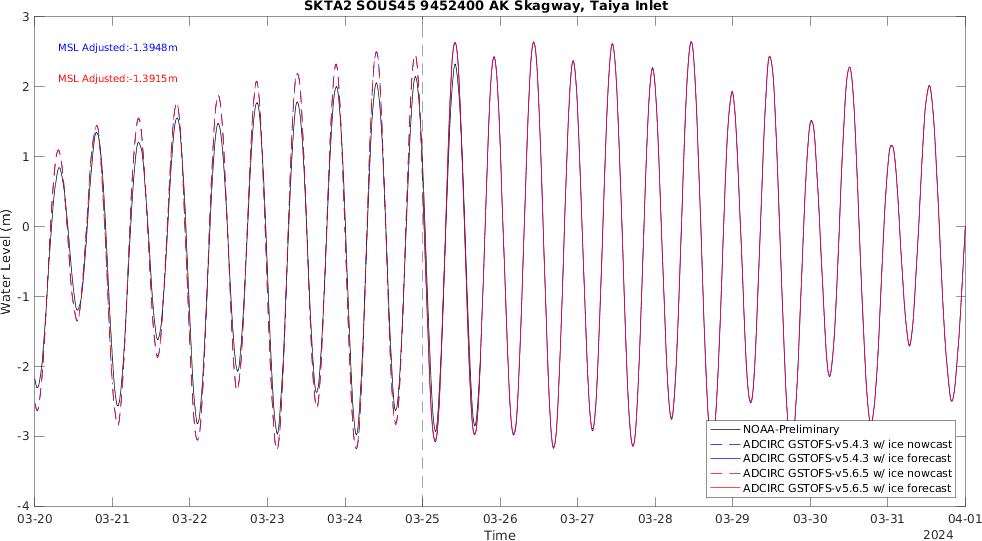 SKTA2 SOUS45 9452400 AK Skagway, Taiya Inlet
MSL Adjusted:-1.3948m
MSL Adjusted:-1.3915m
Water Level (m)
3
2
1
0
-1
-2
-3
-4
NOAA-Preliminary
ADCIRC GSTOFS-v5.4.3 w/ ice nowcast
ADCIRC GSTOFS-v5.4.3 w/ ice forecast
ADCIRC GSTOFS-v5.6.5 w/ ice nowcast
ADCIRC GSTOFS-v5.6.5 w/ ice forecast
03-20 03-21 03-22 03-23 03-24 03-25 03-26 03-27 03-28 03-29 03-30 03-31 04-01
Time
2024